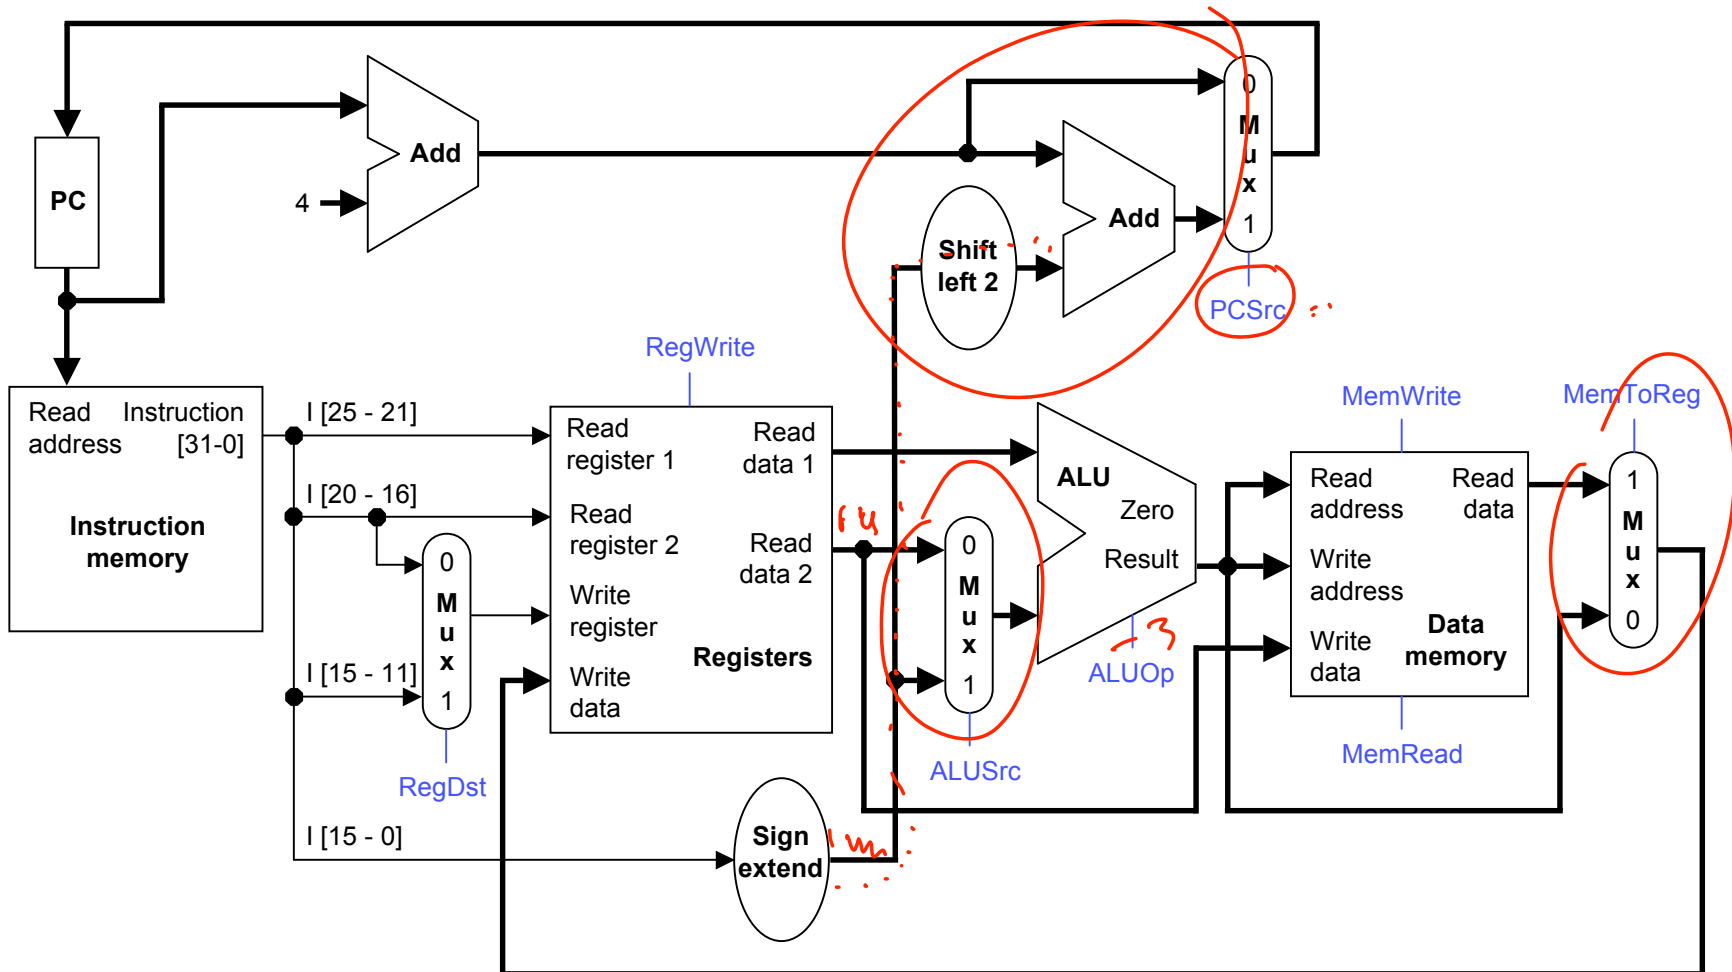 0
M
u
x
1
Add
PC
4
Add
Shift
left 2
PCSrc
RegWrite
MemWrite
MemToReg
Read
address
Instruction
[31-0]
Instruction
memory
I [25 - 21]
I [20 - 16]
I [15 - 11]
I [15 - 0]
0
M
u
x
1
RegDst
Read
register 1
Read
data 1
Read
register 2
Read
data 2
Write
register
Write
data
Registers
Sign
extend
0
M
u
x
1
ALUSrc
ALU
Zero
Result
3
ALUOp
Read
address
Read
data
Write
address
Write
data
Data
memory
MemRead
1
M
u
x
0